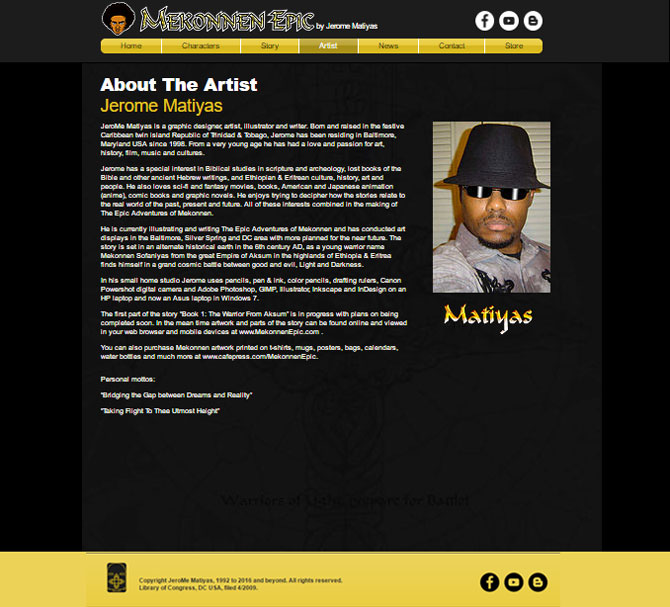 Mekonnen Epic by Jerome Matiyas
Home Characters Story Artist News Contact Store
About The Artist
Jerome Matiyas
JeroMe Matiyas is a graphic designer, artist, illustrator and writer. Born and raised in the festive
Caribbean twin island Republic of Trinidad & Tobago, Jerome has been residing in Baltimore,
Maryland USA since 1998. From a very young age he has had a love and passion for art,
history, film, music and cultures.
Jerome has a special interest in Biblical studies in scripture and archeology, lost books of the
Bible and other ancient Hebrew writings, and Ethiopian & Eritrean culture, history, art and
people. He also loves sci-fi and fantasy movies, books, American and Japanese animation
(anime), comic books and graphic novels. He enjoys trying to decipher how the stories relate to
the real world of the past, present and future. All of these interests combined in the making of
The Epic Adventures of Mekonnen.
He is currently illustrating and writing The Epic Adventures of Mekonnen and has conducted art
displays in the Baltimore, Silver Spring and DC area with more planned for the near future. The
story is set in an alternate historical earth in the 6th century AD, as a young warrior name
Mekonnen Sofaniyas from the great Empire of Aksum in the highlands of Ethiopia & Eritrea
finds himself in a grand cosmic battle between good and evil, Light and Darkness.
In his small home studio Jerome uses pencils, pen & ink, color pencils, drafting rulers, Canon
Powershot digital camera and Adobe Photoshop, GIMP, Illustrator, Inkscape and InDesign on an
HP laptop and now an Asus laptop in Windows 7.
The first part of the story "Book 1: The Warrior From Aksum" is in progress with plans on being
completed soon. In the mean time artwork and parts of the story can be found online and viewed
in your web browser and mobile devices at www.MekonnenEpic.com .
You can also purchase Mekonnen artwork printed on t-shirts, mugs, posters, bags, calendars,
water bottles and much more at www.cafepress.com/MekonnenEpic.
Personal mottos:
"Bridging the Gap between Dreams and Reality"
"Taking Flight To Thee Utmost Height"
Matiyas
Warriors of Light, prepare for Battle!
Copyright JeroMe Matiyas, 1992 to 2016 and beyond. All rights reserved.
Library of Congress, DC USA, filed 4/2009.